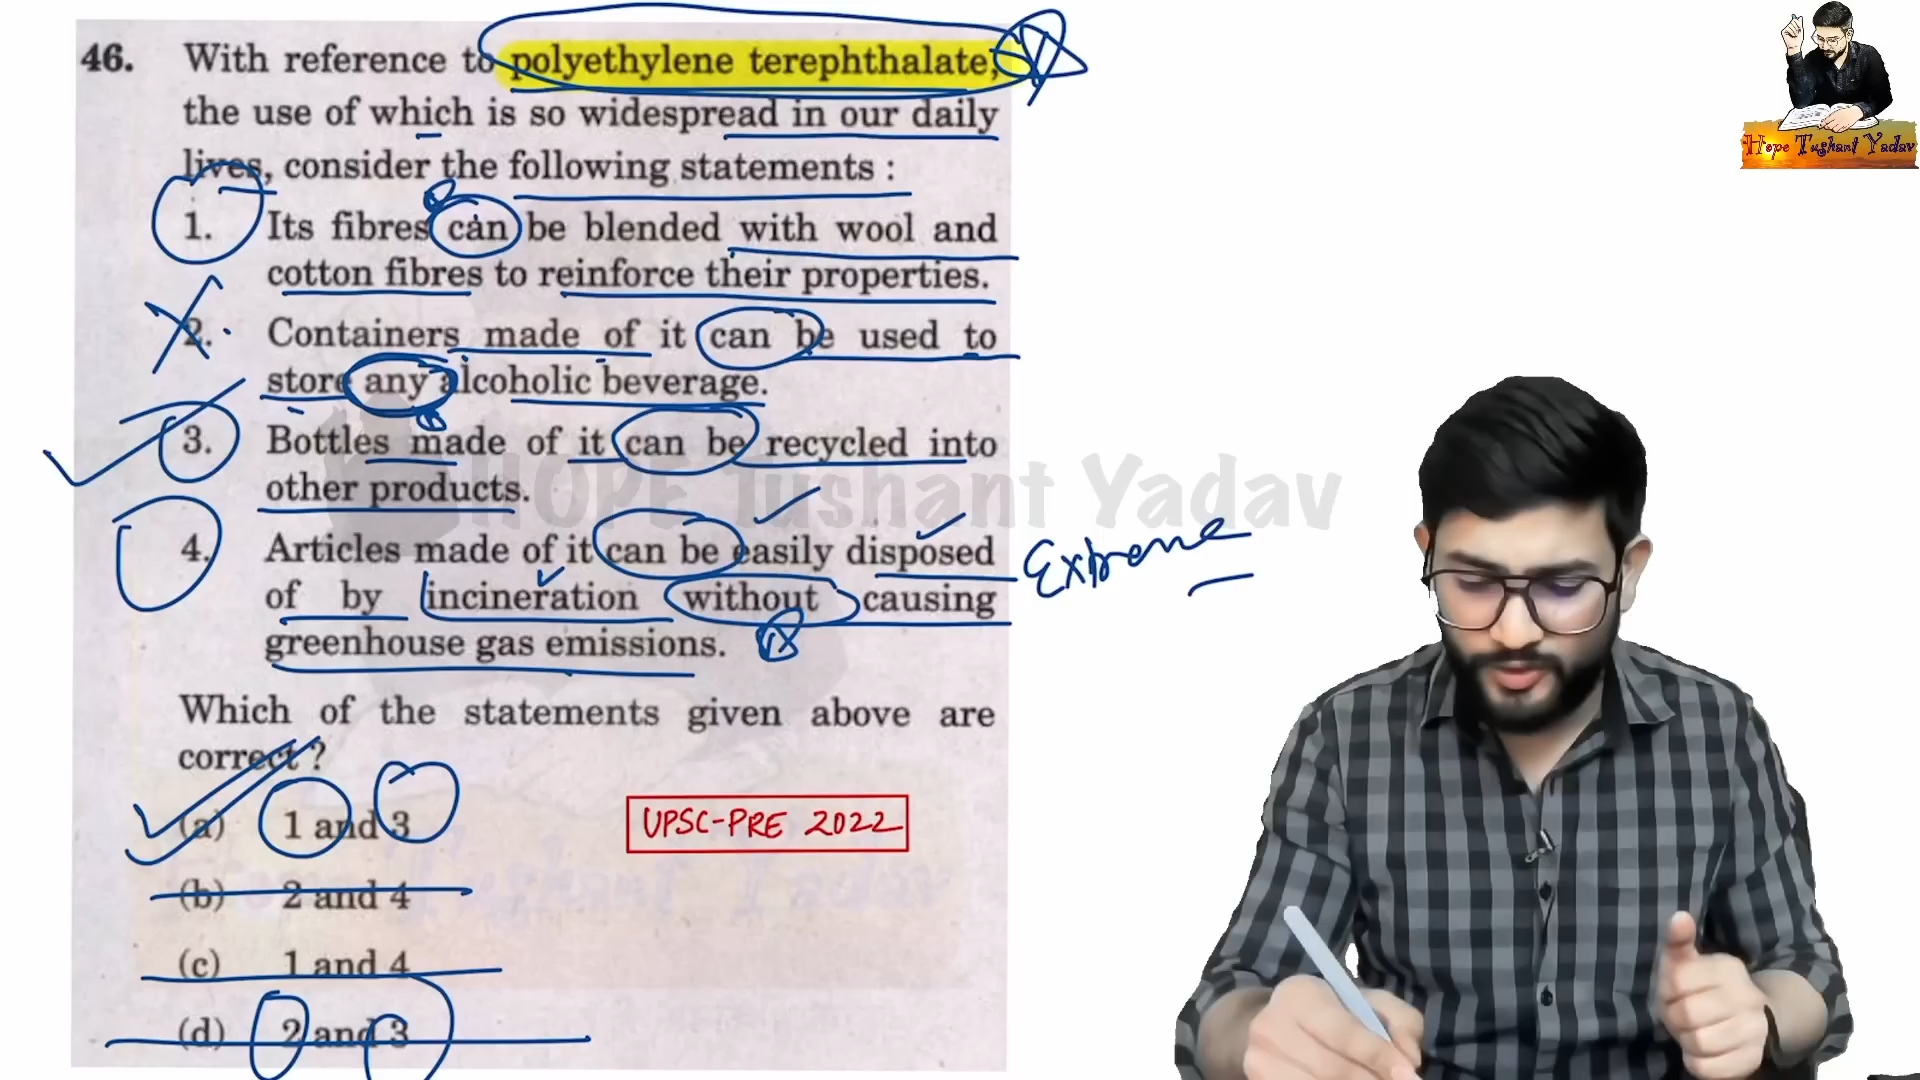 46. With reference to polyethylene terephthalate,
the use of which is so widespread in our daily
lives, consider the following statements :
1. Its fibres can be blended with wool and
cotton fibres to reinforce their properties.
2. Containers made of it can be used to
store any alcoholic beverage.
3. Bottles made of it can be recycled into
other products.
4. Articles made of it can be easily disposed
of by incineration without causing
greenhouse gas emissions.
Extreme
Which of the statements given above are
correct ?
(a) 1 and 3
(b) 2 and 4
(c) 1 and 4
(d) 2 and 3
UPSC-PRE 2022
HOPE Tushant Yadav
Hope Tushant Yadav